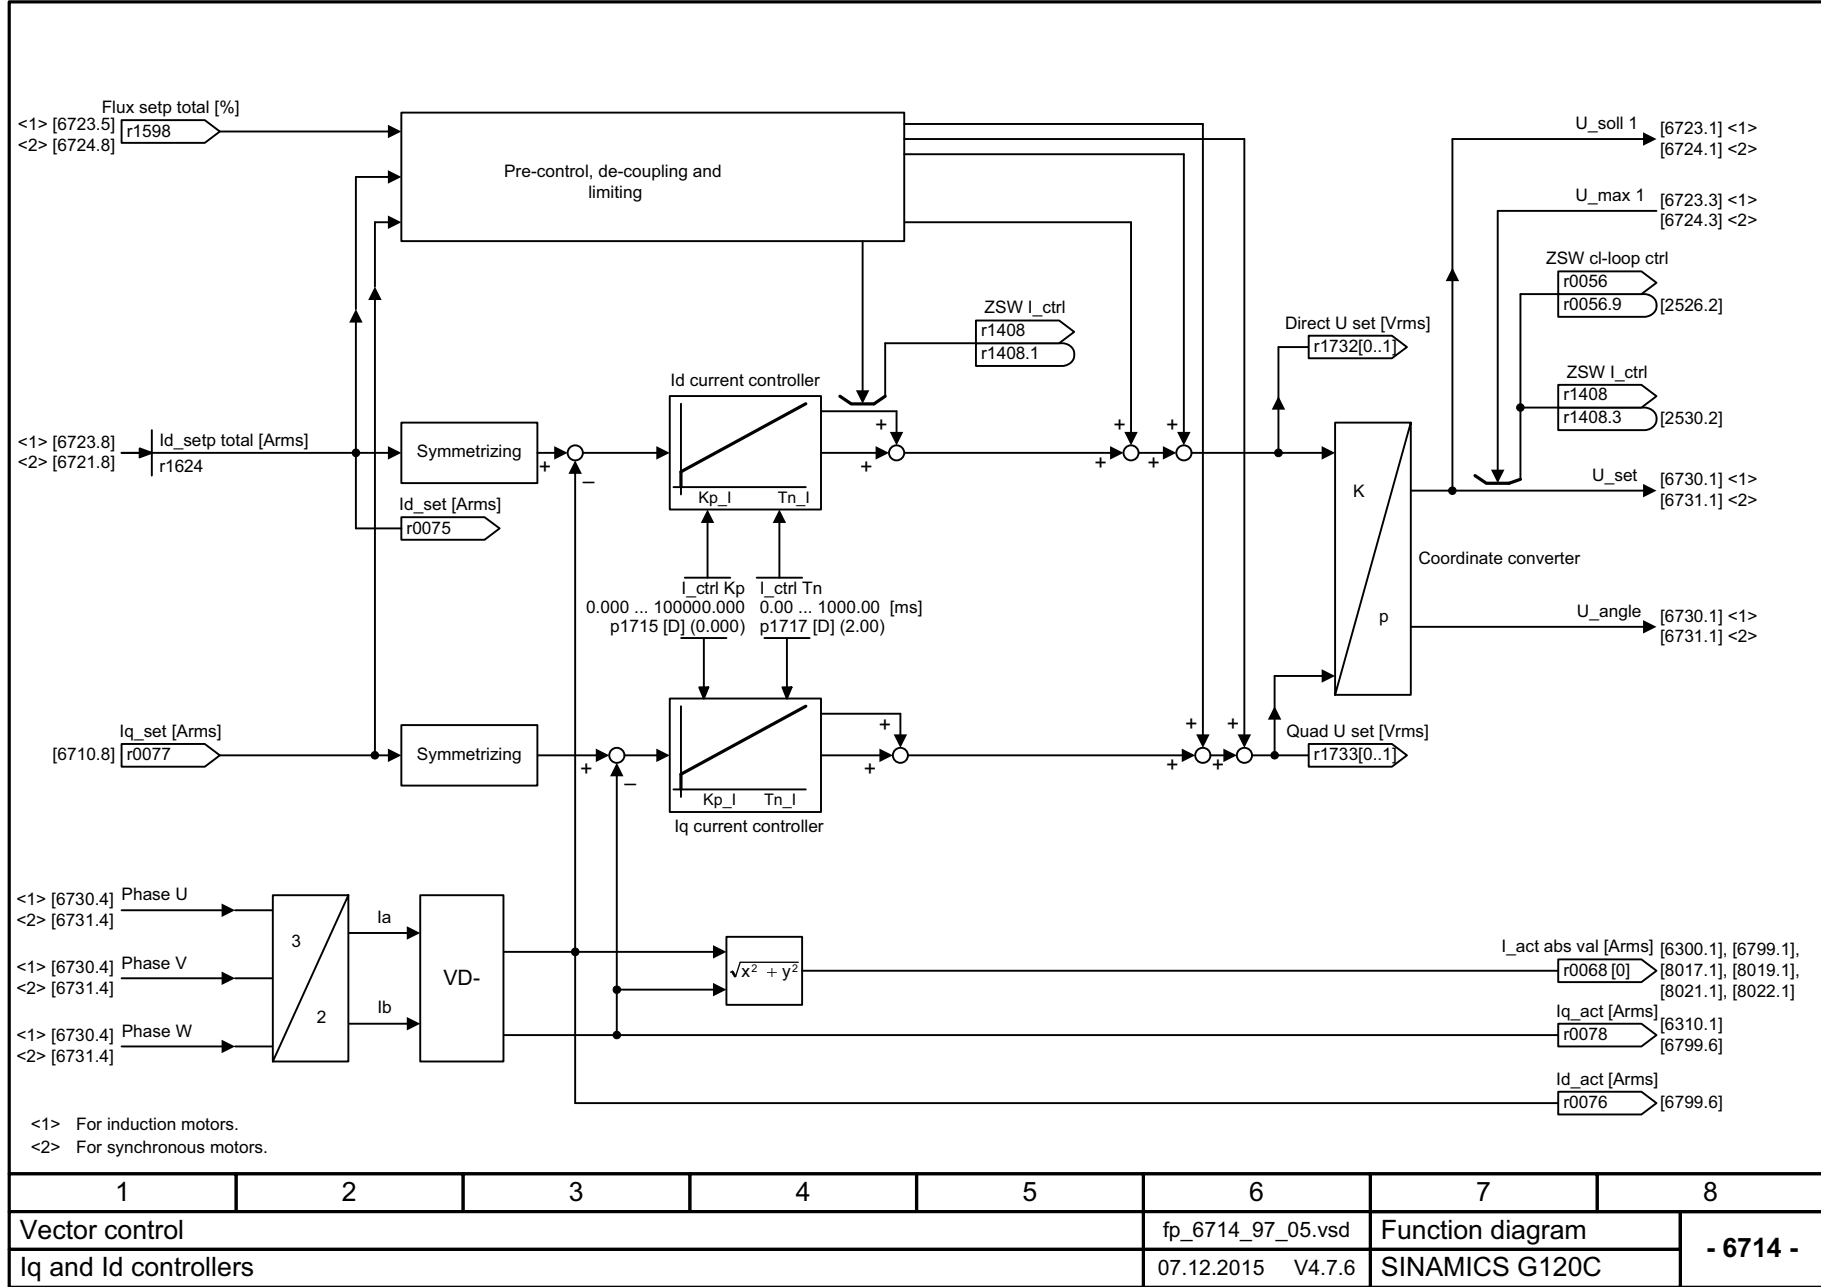 Flux setp total [%]
<1> [6723.5]
<2> [6724.8]
r1598
Pre-control, de-coupling and
limiting
U_soll 1
[6723.1] <1>
[6724.1] <2>
U_max 1
[6723.3] <1>
[6724.3] <2>
ZSW cl-loop ctrl
r0056
r0056.9
[2526.2]
ZSW I_ctrl
r1408
r1408.1
Direct U set [Vrms]
r1732[0..1]
ZSW I_ctrl
r1408
r1408.3
[2530.2]
Id current controller
<1> [6723.8]
<2> [6721.8]
Id_setp total [Arms]
r1624
Symmetrizing
+
–
Kp_I
Tn_I
+
+
+
+
+
+
Id_set [Arms]
r0075
K
p
U_set
[6730.1] <1>
[6731.1] <2>
Coordinate converter
I_ctrl Kp
0.000 ... 100000.000
p1715 [D] (0.000)
I_ctrl Tn
0.00 ... 1000.00 [ms]
p1717 [D] (2.00)
U_angle
[6730.1] <1>
[6731.1] <2>
Iq_set [Arms]
[6710.8]
r0077
Symmetrizing
+
–
Kp_I
Tn_I
Iq current controller
+
+
+
+
+
+
Quad U set [Vrms]
r1733[0..1]
<1> [6730.4]
<2> [6731.4]
Phase U
<1> [6730.4]
<2> [6731.4]
Phase V
<1> [6730.4]
<2> [6731.4]
Phase W
3
2
Ia
Ib
VD-
√x² + y²
I_act abs val [Arms]
r0068 [0]
[6300.1], [6799.1],
[8017.1], [8019.1],
[8021.1], [8022.1]
Iq_act [Arms]
r0078
[6310.1]
[6799.6]
Id_act [Arms]
r0076
[6799.6]
<1> For induction motors.
<2> For synchronous motors.
1 2 3 4 5 6 7 8
Vector control
fp_6714_97_05.vsd
Function diagram
- 6714 -
Iq and Id controllers
07.12.2015 V4.7.6
SINAMICS G120C